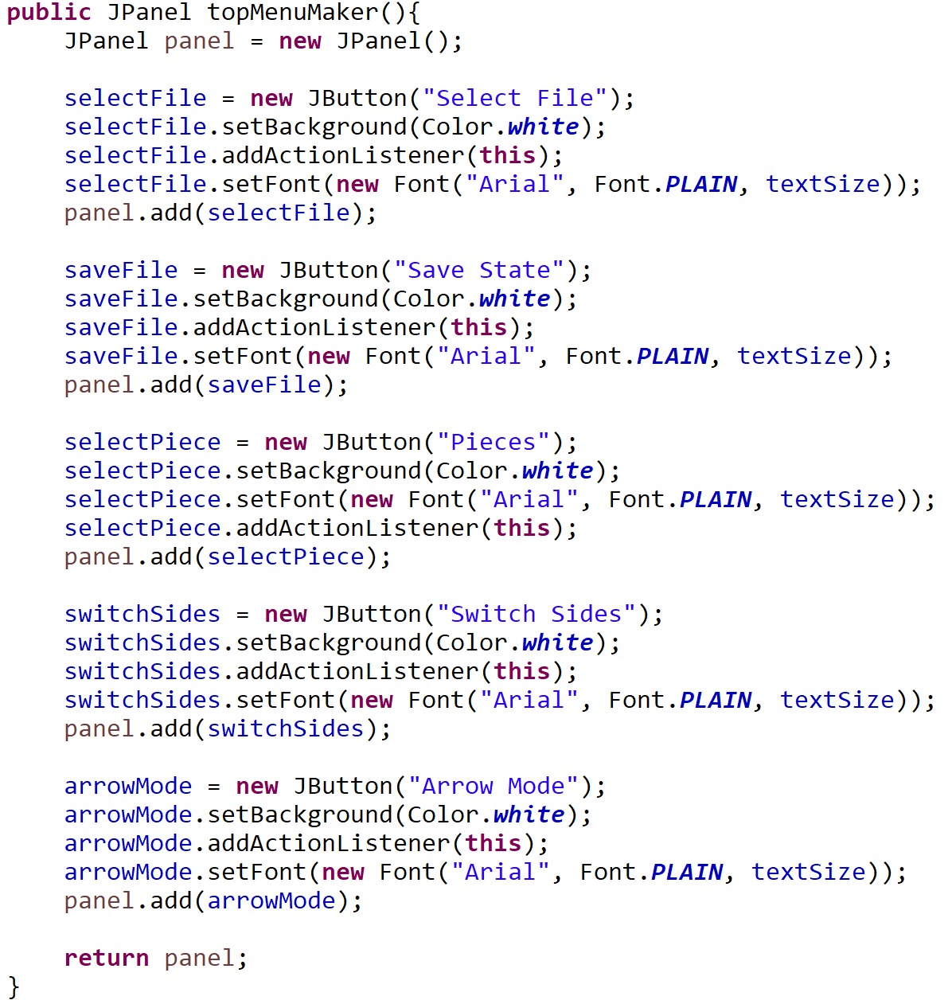 public JPanel topMenuMaker(){
    JPanel panel = new JPanel();

    selectFile = new JButton("Select File");
    selectFile.setBackground(Color.white);
    selectFile.addActionListener(this);
    selectFile.setFont(new Font("Arial", Font.PLAIN, textSize));
    panel.add(selectFile);

    saveFile = new JButton("Save State");
    saveFile.setBackground(Color.white);
    saveFile.addActionListener(this);
    saveFile.setFont(new Font("Arial", Font.PLAIN, textSize));
    panel.add(saveFile);

    selectPiece = new JButton("Pieces");
    selectPiece.setBackground(Color.white);
    selectPiece.setFont(new Font("Arial", Font.PLAIN, textSize));
    selectPiece.addActionListener(this);
    panel.add(selectPiece);

    switchSides = new JButton("Switch Sides");
    switchSides.setBackground(Color.white);
    switchSides.addActionListener(this);
    switchSides.setFont(new Font("Arial", Font.PLAIN, textSize));
    panel.add(switchSides);

    arrowMode = new JButton("Arrow Mode");
    arrowMode.setBackground(Color.white);
    arrowMode.addActionListener(this);
    arrowMode.setFont(new Font("Arial", Font.PLAIN, textSize));
    panel.add(arrowMode);

    return panel;
}